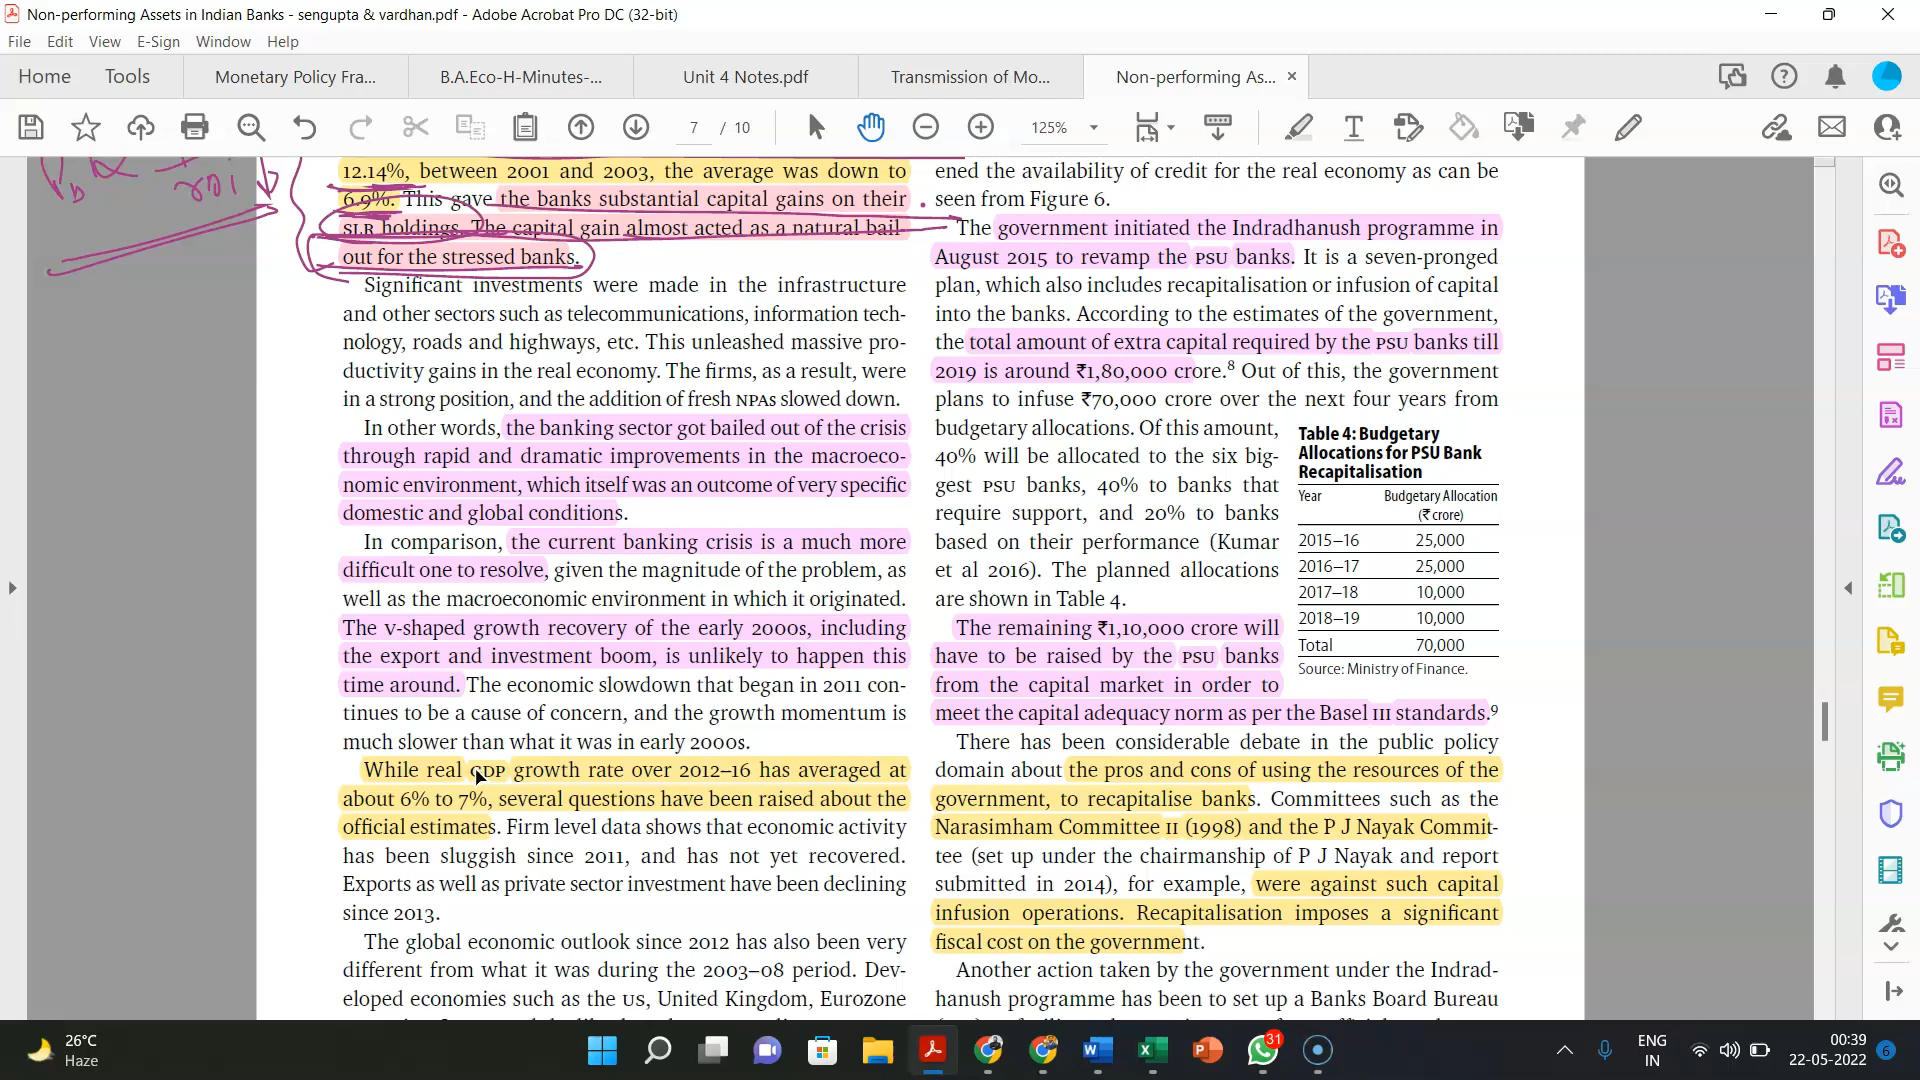 Non-performing Assets in Indian Banks - sengupta & vardhan.pdf - Adobe Acrobat Pro DC (32-bit)
File Edit View E-Sign Window Help
Home Tools Monetary Policy Fra... B.A.Eco-H-Minutes-... Unit 4 Notes.pdf Transmission of Mo... Non-performing As... ×
7 / 10 125%
12.14%, between 2001 and 2003, the average was down to
6.9%. This gave the banks substantial capital gains on their
SLR holdings. The capital gain almost acted as a natural bail-
out for the stressed banks.
Significant investments were made in the infrastructure
and other sectors such as telecommunications, information tech-
nology, roads and highways, etc. This unleashed massive pro-
ductivity gains in the real economy. The firms, as a result, were
in a strong position, and the addition of fresh NPAs slowed down.
In other words, the banking sector got bailed out of the crisis
through rapid and dramatic improvements in the macroeco-
nomic environment, which itself was an outcome of very specific
domestic and global conditions.
In comparison, the current banking crisis is a much more
difficult one to resolve, given the magnitude of the problem, as
well as the macroeconomic environment in which it originated.
The V-shaped growth recovery of the early 2000s, including
the export and investment boom, is unlikely to happen this
time around. The economic slowdown that began in 2011 con-
tinues to be a cause of concern, and the growth momentum is
much slower than what it was in early 2000s.
While real GDP growth rate over 2012–16 has averaged at
about 6% to 7%, several questions have been raised about the
official estimates. Firm level data shows that economic activity
has been sluggish since 2011, and has not yet recovered.
Exports as well as private sector investment have been declining
since 2013.
The global economic outlook since 2012 has also been very
different from what it was during the 2003–08 period. Dev-
eloped economies such as the US, United Kingdom, Eurozone
ened the availability of credit for the real economy as can be
seen from Figure 6.
The government initiated the Indradhanush programme in
August 2015 to revamp the PSU banks. It is a seven-pronged
plan, which also includes recapitalisation or infusion of capital
into the banks. According to the estimates of the government,
the total amount of extra capital required by the PSU banks till
2019 is around ₹1,80,000 crore.8 Out of this, the government
plans to infuse ₹70,000 crore over the next four years from
budgetary allocations. Of this amount,
40% will be allocated to the six big-
gest PSU banks, 40% to banks that
require support, and 20% to banks
based on their performance (Kumar
et al 2016). The planned allocations
are shown in Table 4.
The remaining ₹1,10,000 crore will
have to be raised by the PSU banks
from the capital market in order to
meet the capital adequacy norm as per the Basel III standards.9
There has been considerable debate in the public policy
domain about the pros and cons of using the resources of the
government, to recapitalise banks. Committees such as the
Narasimham Committee II (1998) and the P J Nayak Commit-
tee (set up under the chairmanship of P J Nayak and report
submitted in 2014), for example, were against such capital
infusion operations. Recapitalisation imposes a significant
fiscal cost on the government.
Another action taken by the government under the Indrad-
hanush programme has been to set up a Banks Board Bureau
Table 4: Budgetary
Allocations for PSU Bank
Recapitalisation
Year Budgetary Allocation
(₹ crore)
2015–16 25,000
2016–17 25,000
2017–18 10,000
2018–19 10,000
Total 70,000
Source: Ministry of Finance.
26°C
Haze
31
ENG
IN
00:39
22-05-2022
6